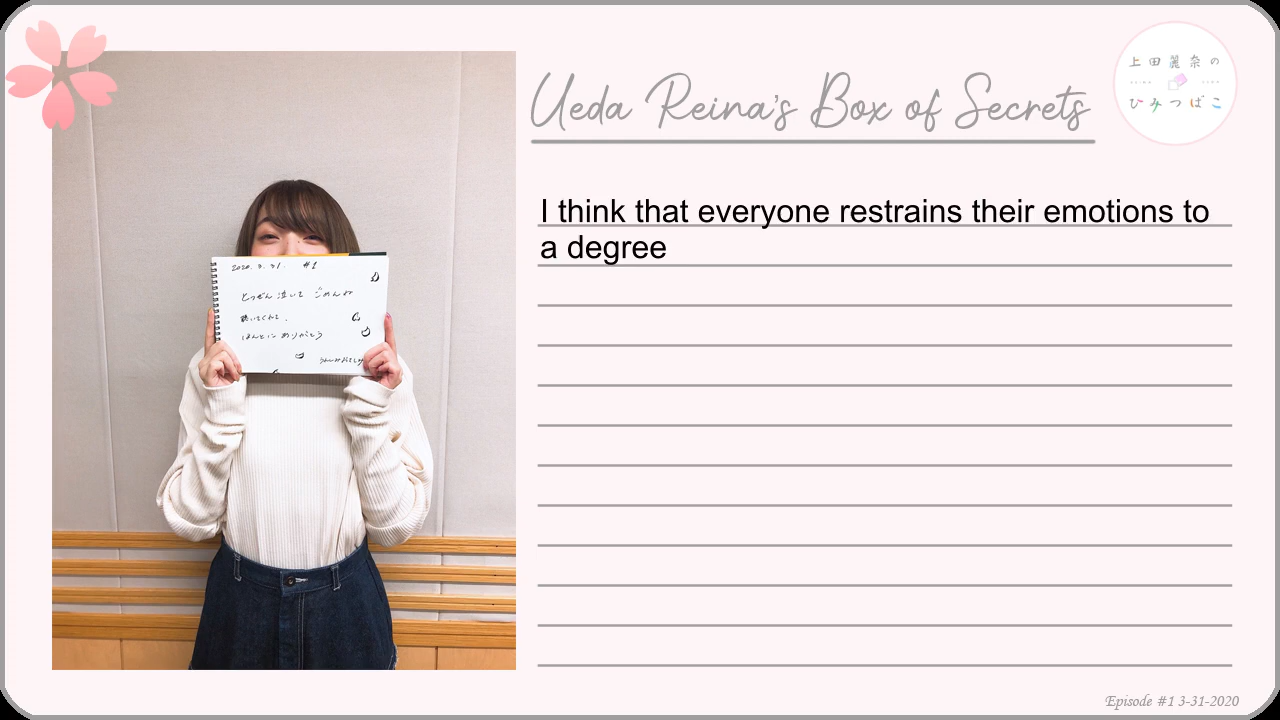 Ueda Reina's Box of Secrets
上田麗奈の
ひみつばこ
I think that everyone restrains their emotions to
a degree
2020.3.31. #1
とつぜん泣いて ごめんね
聴いてくれて、
ほんとに ありがとう
Episode #1 3-31-2020